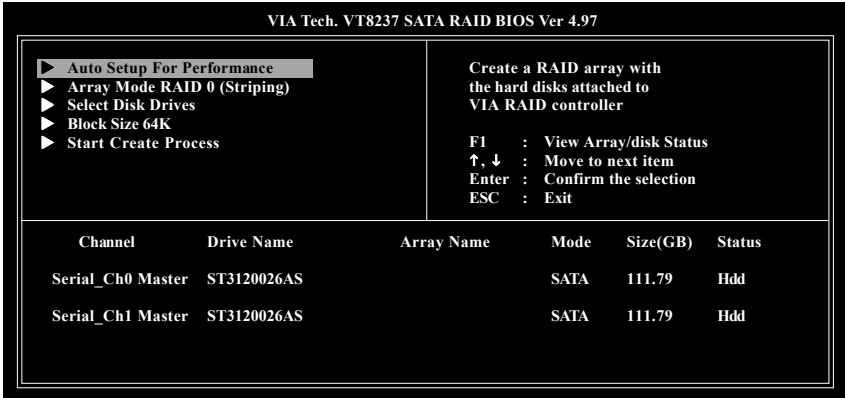 VIA Tech. VT8237 SATA RAID BIOS Ver 4.97
Auto Setup For Performance
Array Mode RAID 0 (Striping)
Select Disk Drives
Block Size 64K
Start Create Process
Create a RAID array with
the hard disks attached to
VIA RAID controller
F1 : View Array/disk Status
↑, ↓ : Move to next item
Enter : Confirm the selection
ESC : Exit
Channel Drive Name Array Name Mode Size(GB) Status
Serial_Ch0 Master ST3120026AS SATA 111.79 Hdd
Serial_Ch1 Master ST3120026AS SATA 111.79 Hdd